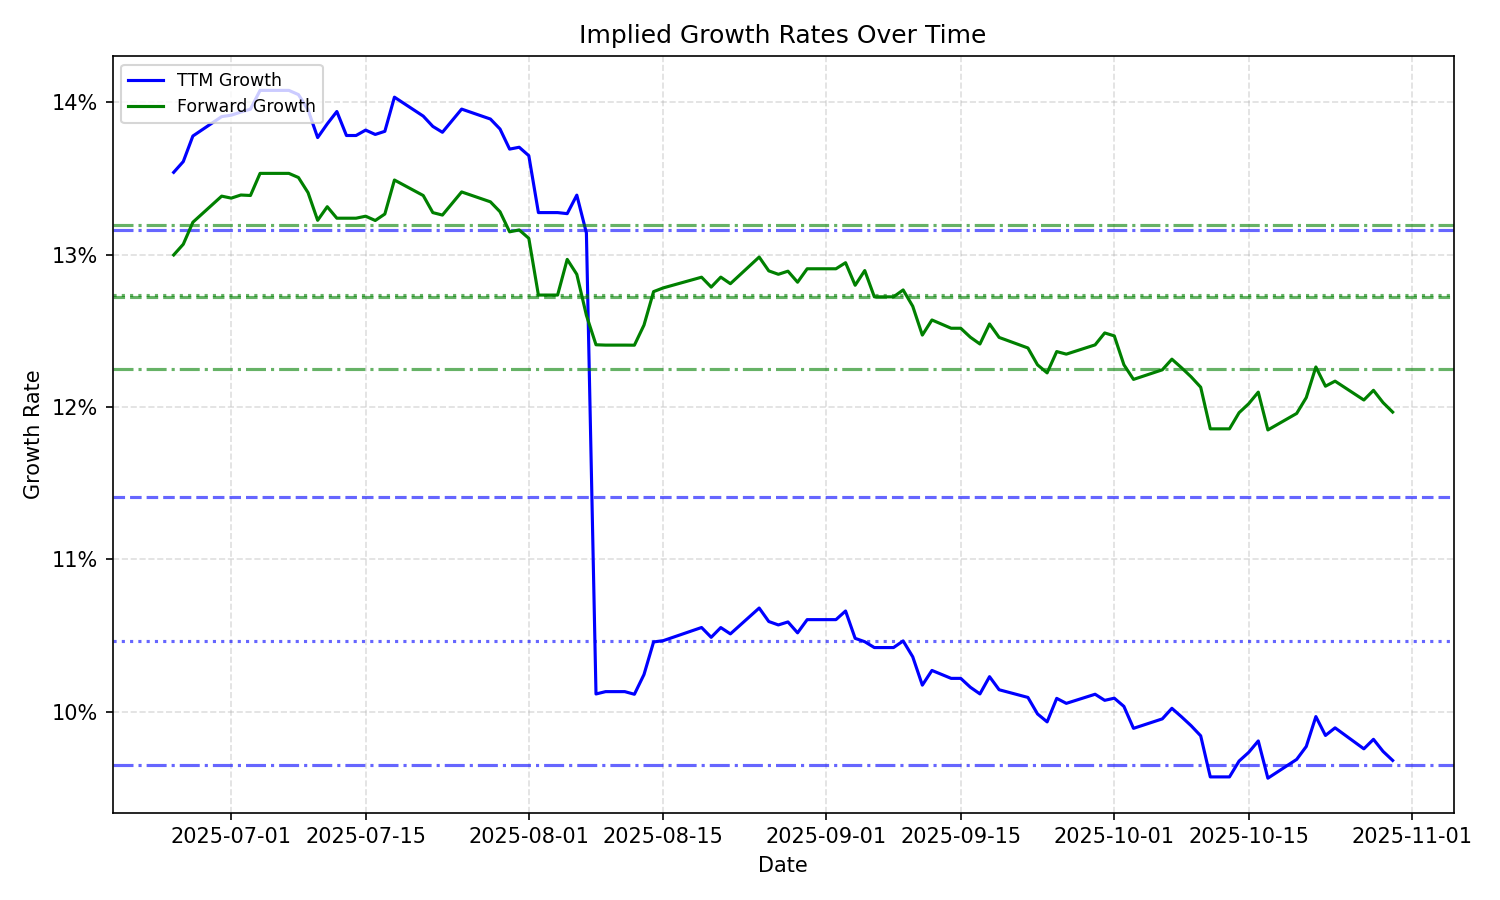 Implied Growth Rates Over Time
TTM Growth
Forward Growth
14%
13%
12%
11%
10%
Growth Rate
2025-07-01 2025-07-15 2025-08-01 2025-08-15 2025-09-01 2025-09-15 2025-10-01 2025-10-15 2025-11-01
Date